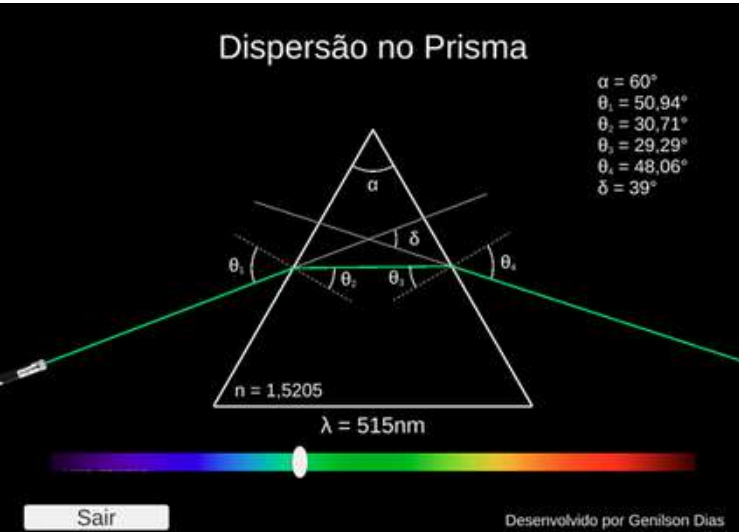 Dispersão no Prisma
α = 60°
θ₁ = 50,94°
θ₂ = 30,71°
θ₃ = 29,29°
θ₄ = 48,06°
δ = 39°
α
δ
θ₁
θ₂
θ₃
θ₄
n = 1,5205
λ = 515nm
Sair
Desenvolvido por Genilson Dias